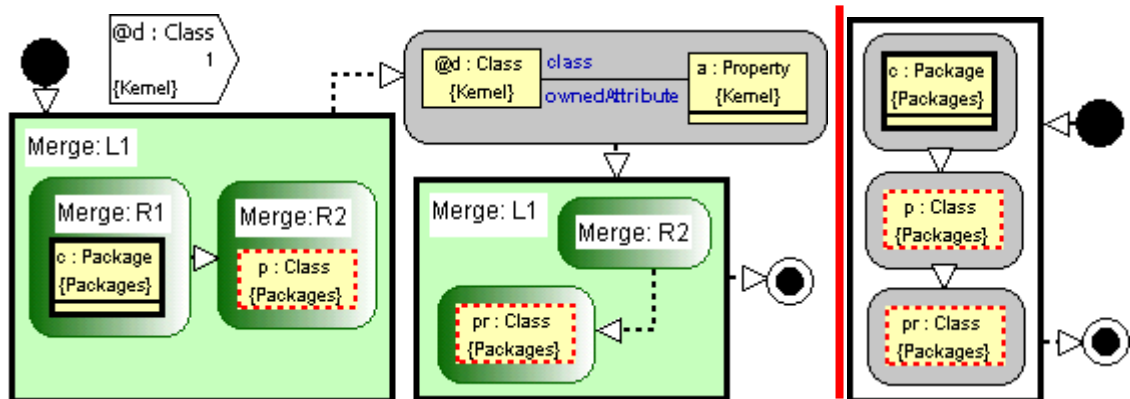 @d : Class
1
{Kernel}
Merge: L1
Merge: R1
c : Package
{Packages}
Merge: R2
p : Class
{Packages}
@d : Class
{Kernel}
class
ownedAttribute
a : Property
{Kernel}
Merge: L1
Merge: R2
pr : Class
{Packages}
c : Package
{Packages}
p : Class
{Packages}
pr : Class
{Packages}